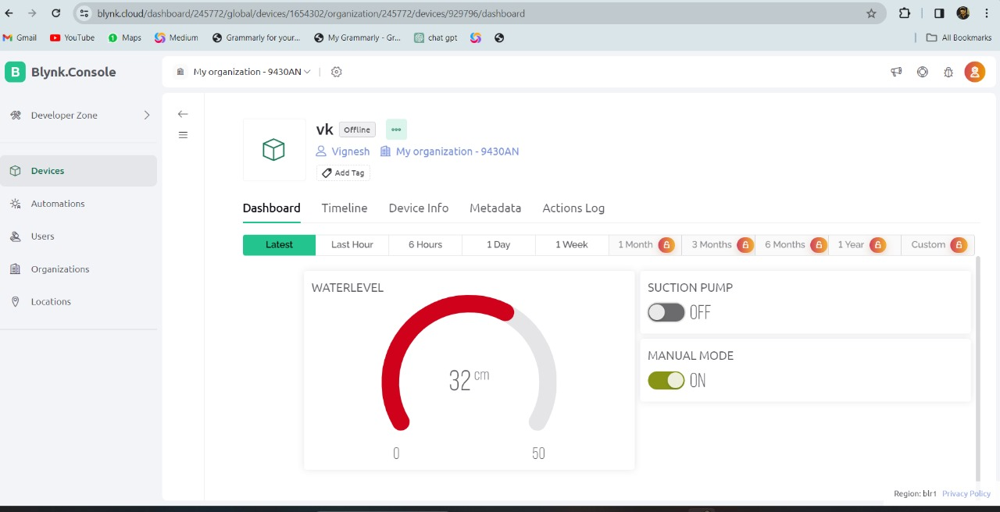 blynk.cloud/dashboard/245772/global/devices/1654302/organization/245772/devices/929796/dashboard
Gmail YouTube Maps Medium Grammarly for your... My Grammarly - Gr... chat gpt All Bookmarks
B Blynk.Console
My organization - 9430AN
Developer Zone
Devices
Automations
Users
Organizations
Locations
vk Offline
Vignesh My organization - 9430AN
Add Tag
Dashboard Timeline Device Info Metadata Actions Log
Latest Last Hour 6 Hours 1 Day 1 Week 1 Month 3 Months 6 Months 1 Year Custom
WATERLEVEL
32 cm
0 50
SUCTION PUMP
OFF
MANUAL MODE
ON
Region: blr1 Privacy Policy